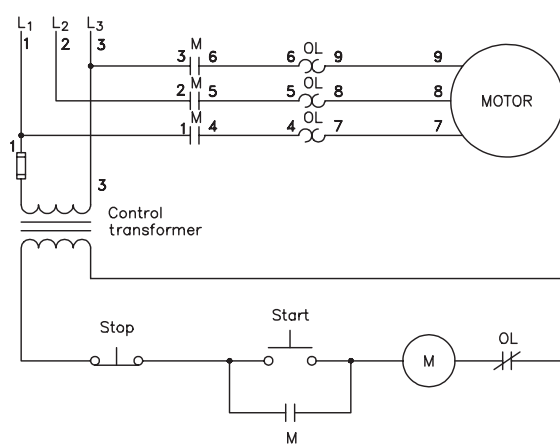 L1 L2 L3
1 2 3
M
3 6 6 OL 9 9
M
2 5 5 OL 8 8
MOTOR
M
1 4 4 OL 7 7
1
3
Control
transformer
Stop
Start
M
OL
M